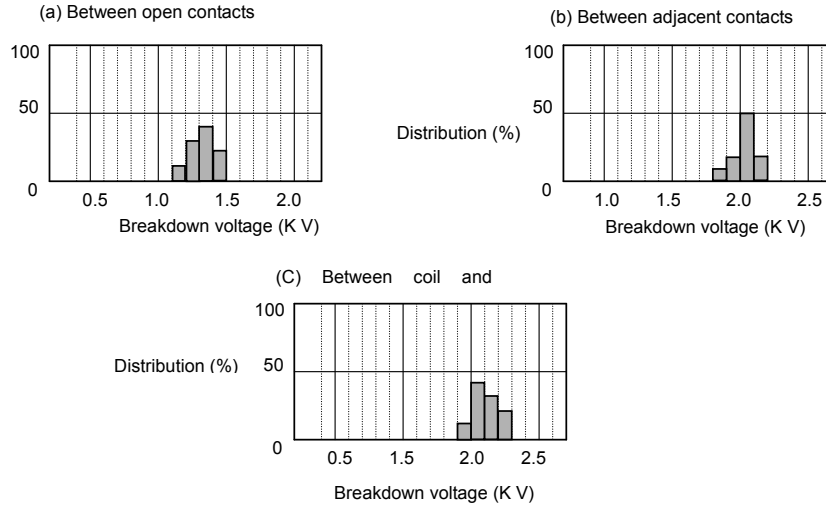 (a) Between open contacts
100
50
0
0.5 1.0 1.5 2.0
Breakdown voltage (K V)
(b) Between adjacent contacts
100
50
Distribution (%)
0
1.0 1.5 2.0 2.5
Breakdown voltage (K V)
(C) Between coil and
100
Distribution (%)
50
0
0.5 1.5 2.0 2.5
Breakdown voltage (K V)